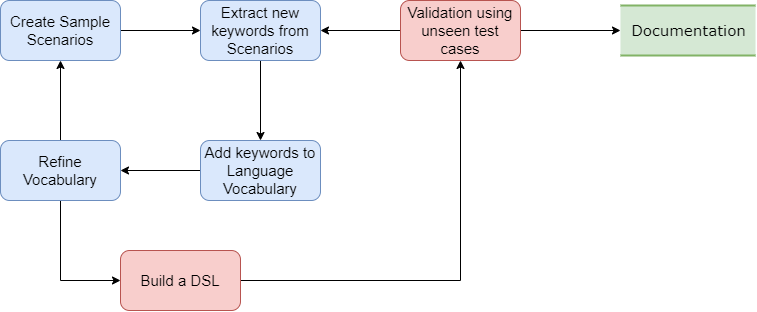 Create Sample
Scenarios
Extract new
keywords from
Scenarios
Validation using
unseen test
cases
Documentation
Refine
Vocabulary
Add keywords to
Language
Vocabulary
Build a DSL